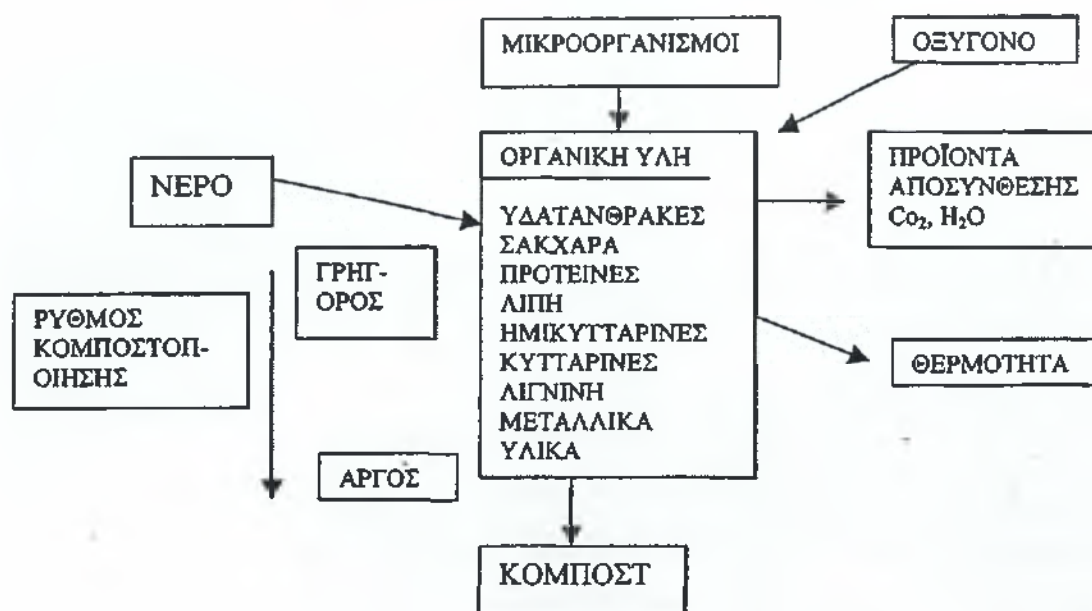 ΜΙΚΡΟΟΡΓΑΝΙΣΜΟΙ
ΟΞΥΓΟΝΟ
ΝΕΡΟ
ΟΡΓΑΝΙΚΗ ΥΛΗ
ΥΔΑΤΑΝΘΡΑΚΕΣ
ΣΑΚΧΑΡΑ
ΠΡΟΤΕΙΝΕΣ
ΛΙΠΗ
ΗΜΙΚΥΤΤΑΡΙΝΕΣ
ΚΥΤΤΑΡΙΝΕΣ
ΛΙΓΝΙΝΗ
ΜΕΤΑΛΛΙΚΑ
ΥΛΙΚΑ
ΠΡΟΪΟΝΤΑ
ΑΠΟΣΥΝΘΕΣΗΣ
Co₂, H₂O
ΡΥΘΜΟΣ
ΚΟΜΠΟΣΤΟΠ-
ΟΙΗΣΗΣ
ΓΡΗΓ-
ΟΡΟΣ
ΑΡΓΟΣ
ΘΕΡΜΟΤΗΤΑ
ΚΟΜΠΟΣΤ